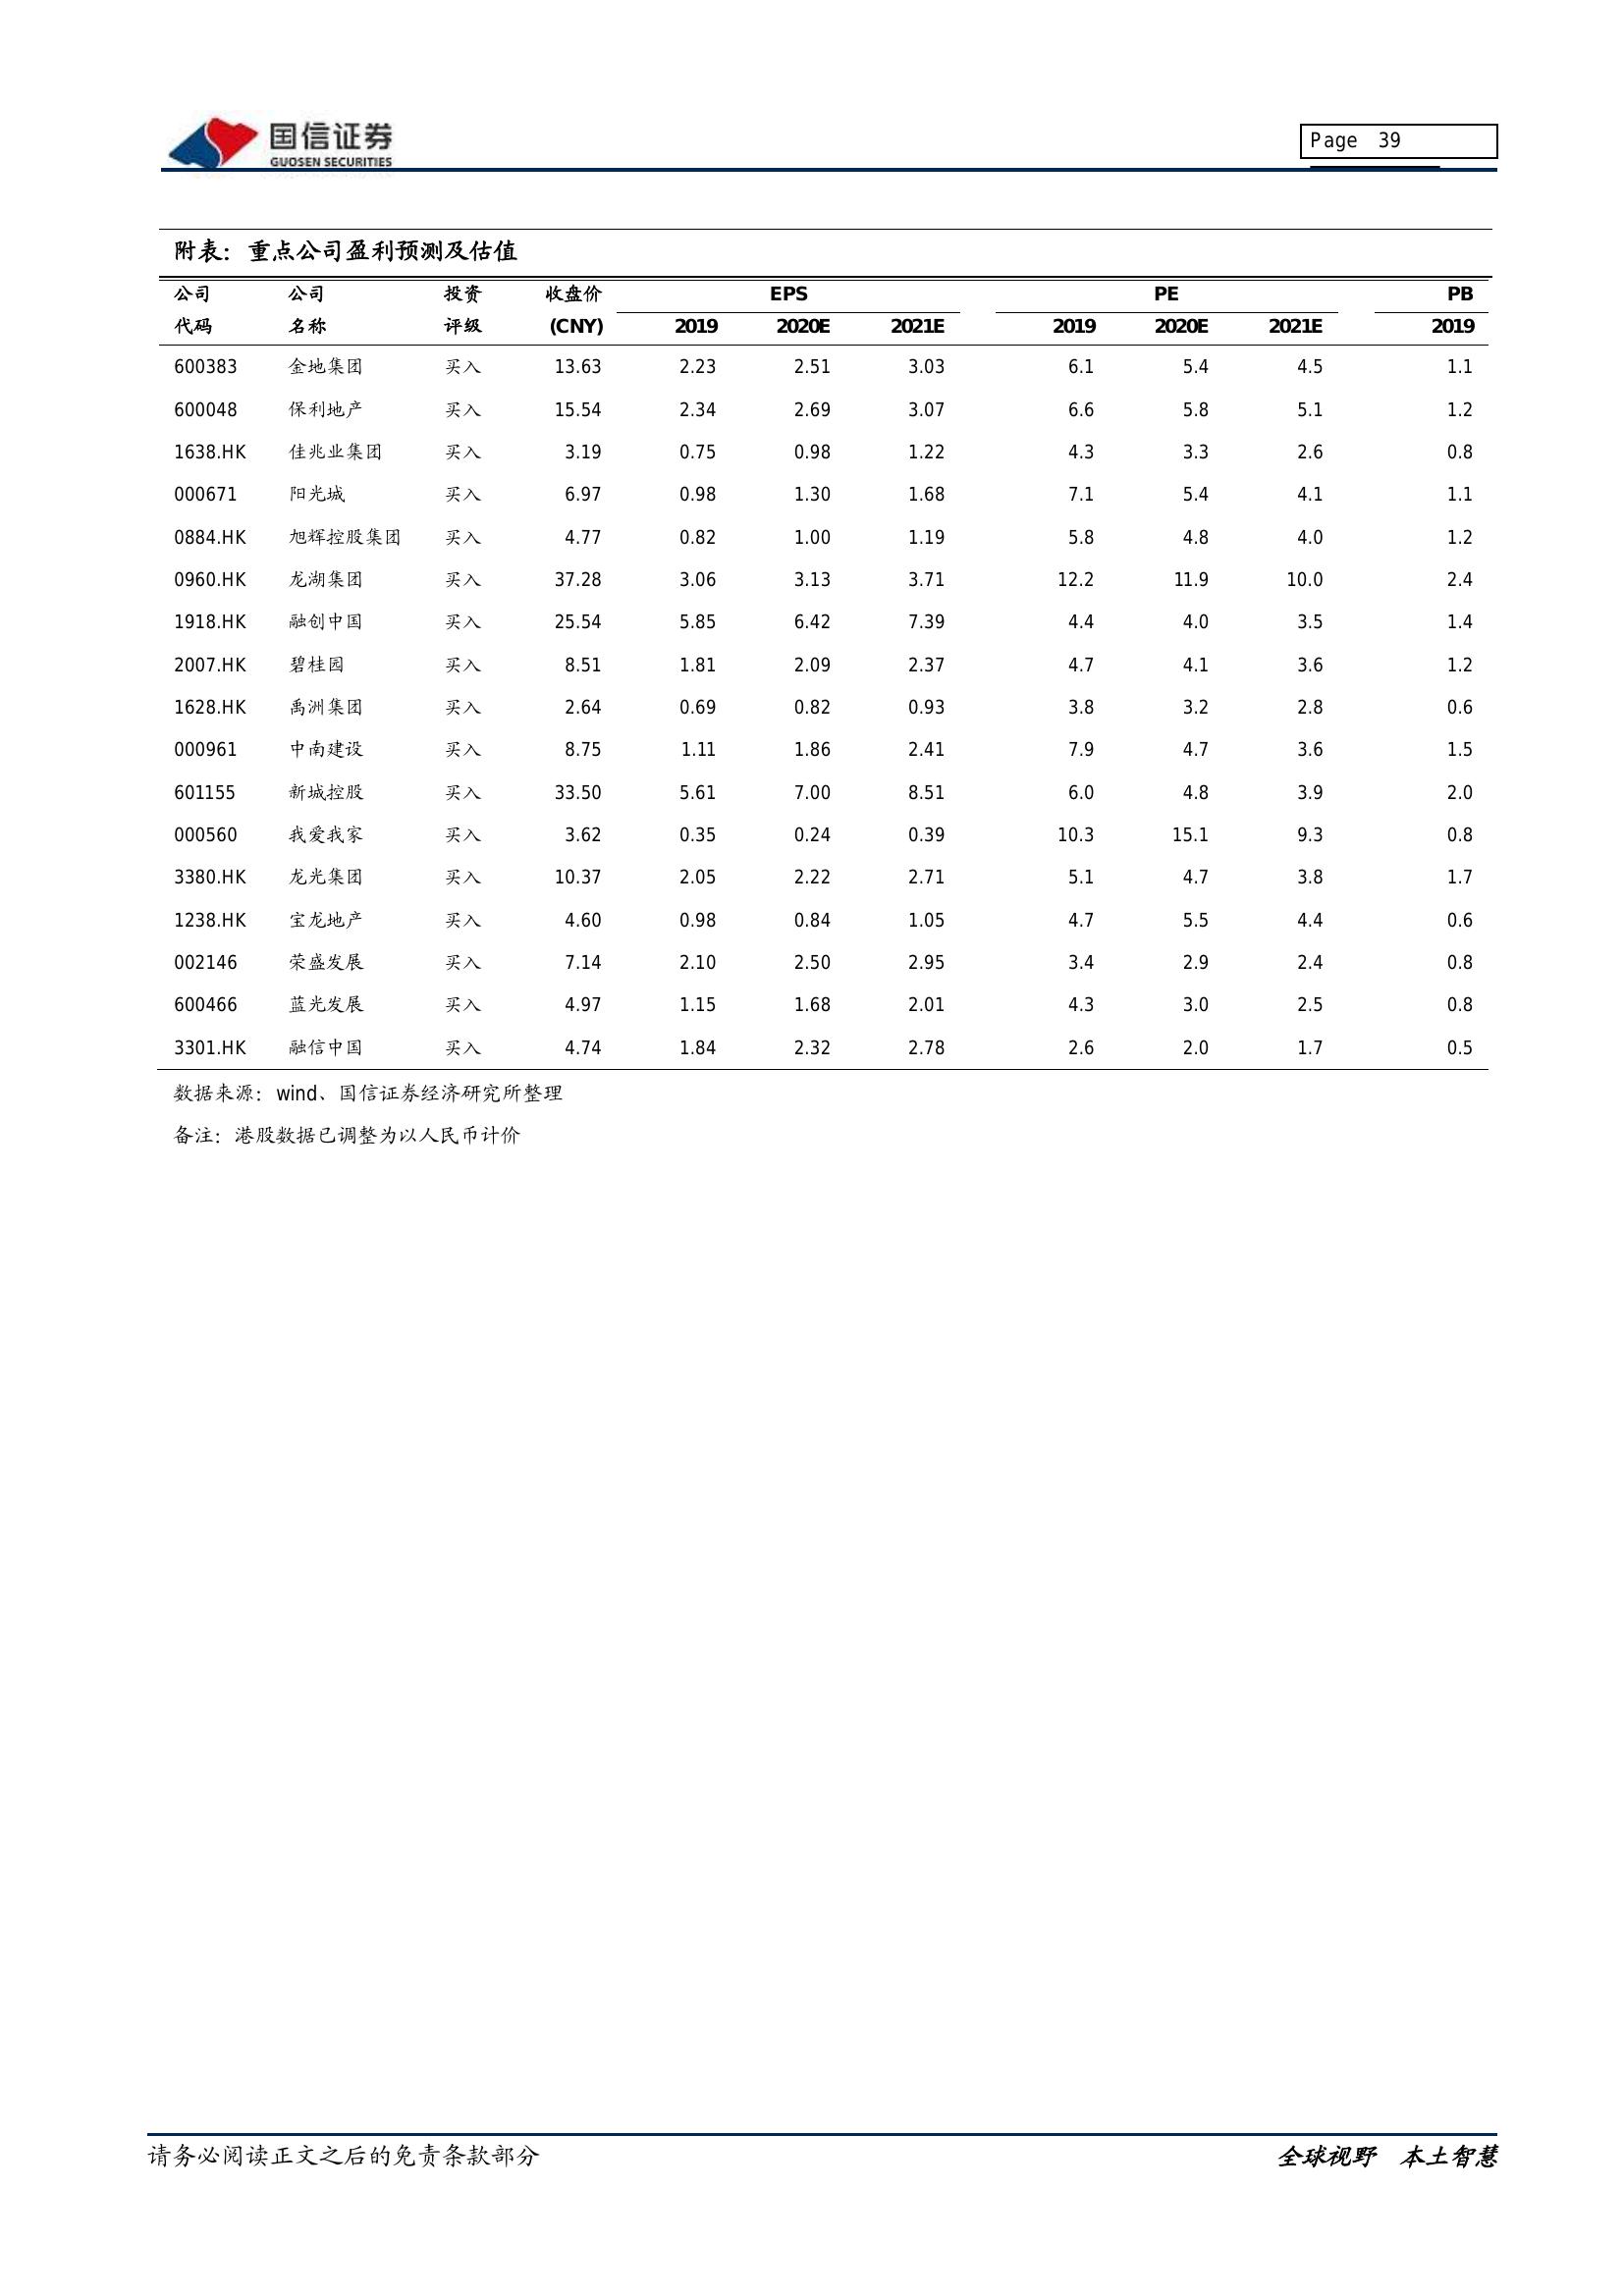 国信证券
GUOSEN SECURITIES
Page 39
附表：重点公司盈利预测及估值
公司 公司 投资 收盘价 EPS PE PB
代码 名称 评级 (CNY) 2019 2020E 2021E 2019 2020E 2021E 2019
600383 金地集团 买入 13.63 2.23 2.51 3.03 6.1 5.4 4.5 1.1
600048 保利地产 买入 15.54 2.34 2.69 3.07 6.6 5.8 5.1 1.2
1638.HK 佳兆业集团 买入 3.19 0.75 0.98 1.22 4.3 3.3 2.6 0.8
000671 阳光城 买入 6.97 0.98 1.30 1.68 7.1 5.4 4.1 1.1
0884.HK 旭辉控股集团 买入 4.77 0.82 1.00 1.19 5.8 4.8 4.0 1.2
0960.HK 龙湖集团 买入 37.28 3.06 3.13 3.71 12.2 11.9 10.0 2.4
1918.HK 融创中国 买入 25.54 5.85 6.42 7.39 4.4 4.0 3.5 1.4
2007.HK 碧桂园 买入 8.51 1.81 2.09 2.37 4.7 4.1 3.6 1.2
1628.HK 禹洲集团 买入 2.64 0.69 0.82 0.93 3.8 3.2 2.8 0.6
000961 中南建设 买入 8.75 1.11 1.86 2.41 7.9 4.7 3.6 1.5
601155 新城控股 买入 33.50 5.61 7.00 8.51 6.0 4.8 3.9 2.0
000560 我爱我家 买入 3.62 0.35 0.24 0.39 10.3 15.1 9.3 0.8
3380.HK 龙光集团 买入 10.37 2.05 2.22 2.71 5.1 4.7 3.8 1.7
1238.HK 宝龙地产 买入 4.60 0.98 0.84 1.05 4.7 5.5 4.4 0.6
002146 荣盛发展 买入 7.14 2.10 2.50 2.95 3.4 2.9 2.4 0.8
600466 蓝光发展 买入 4.97 1.15 1.68 2.01 4.3 3.0 2.5 0.8
3301.HK 融信中国 买入 4.74 1.84 2.32 2.78 2.6 2.0 1.7 0.5
数据来源：wind、国信证券经济研究所整理
备注：港股数据已调整为以人民币计价
请务必阅读正文之后的免责条款部分 全球视野 本土智慧